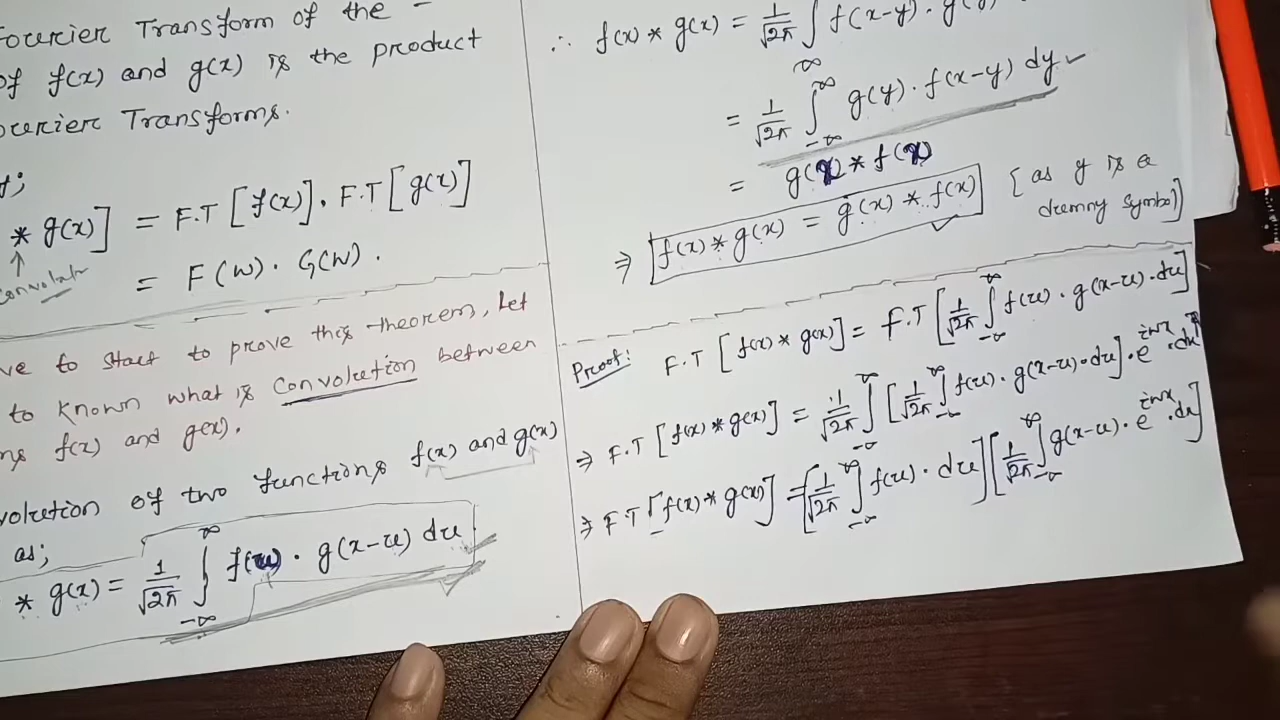 Fourier Transform of the -
of f(x) and g(x) is the product
ourier Transforms.
* g(x)] = F.T [f(x)]. F.T [g(x)]
= F(w). G(w).
ve to start to prove this theorem, Let
to known what is convolution between
ns f(x) and g(x).
volution of two functions f(x) and g(x)
as;
* g(x) = 1/√2π ∫_{-∞}^{∞} f(u). g(x-u) du
∴ f(x) * g(x) = 1/√2π ∫ f(x-y). g(y)
= 1/√2π ∫_{-∞}^{∞} g(y). f(x-y) dy ✓
= g(x) * f(x)
⇒ f(x) * g(x) = g(x) * f(x) [as y is a
dummy symbol]
Proof: F.T [f(x) * g(x)] = F.T [1/√2π ∫_{-∞}^{∞} f(u). g(x-u). du]
⇒ F.T [f(x) * g(x)] = 1/√2π ∫_{-∞}^{∞} [1/√2π ∫_{-∞}^{∞} f(u). g(x-u). du]. e^{iwx}. dx
⇒ F.T [f(x) * g(x)] = [1/√2π ∫_{-∞}^{∞} f(u). du] [1/√2π ∫_{-∞}^{∞} g(x-u). e^{iwx}. dx]